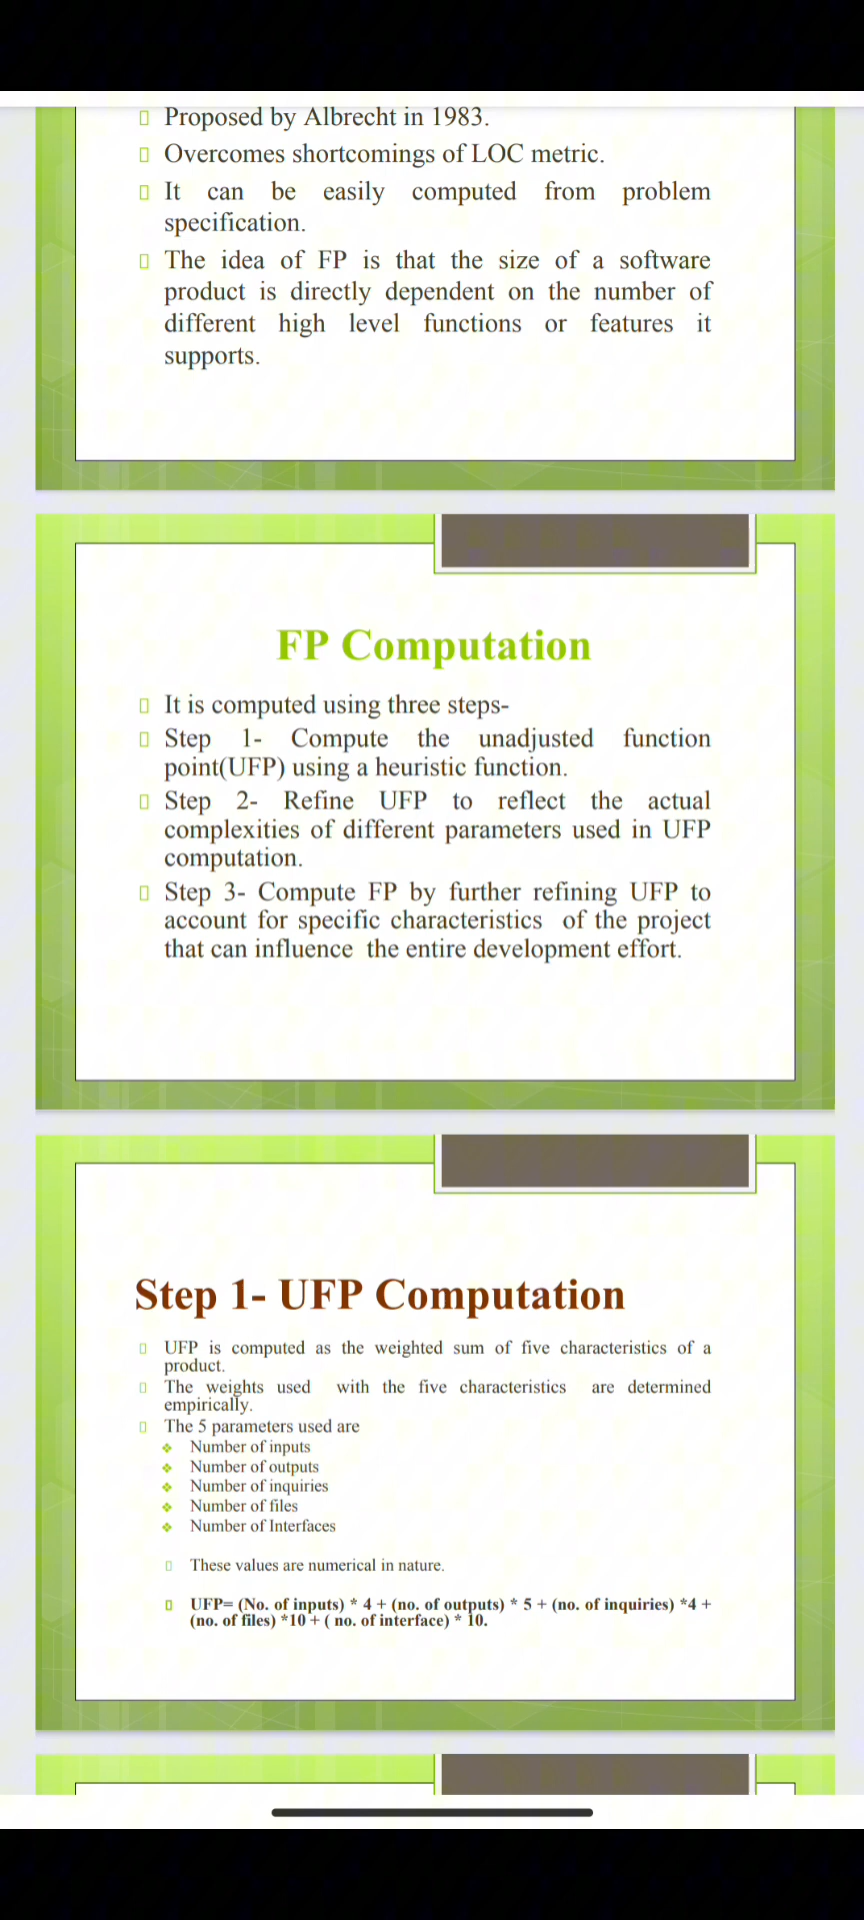 Proposed by Albrecht in 1983.
Overcomes shortcomings of LOC metric.
It can be easily computed from problem
specification.
The idea of FP is that the size of a software
product is directly dependent on the number of
different high level functions or features it
supports.
FP Computation
It is computed using three steps-
Step 1- Compute the unadjusted function
point(UFP) using a heuristic function.
Step 2- Refine UFP to reflect the actual
complexities of different parameters used in UFP
computation.
Step 3- Compute FP by further refining UFP to
account for specific characteristics of the project
that can influence the entire development effort.
Step 1- UFP Computation
UFP is computed as the weighted sum of five characteristics of a
product.
The weights used with the five characteristics are determined
empirically.
The 5 parameters used are
Number of inputs
Number of outputs
Number of inquiries
Number of files
Number of Interfaces
These values are numerical in nature.
UFP= (No. of inputs) * 4 + (no. of outputs) * 5 + (no. of inquiries) *4 +
(no. of files) *10 + ( no. of interface) * 10.